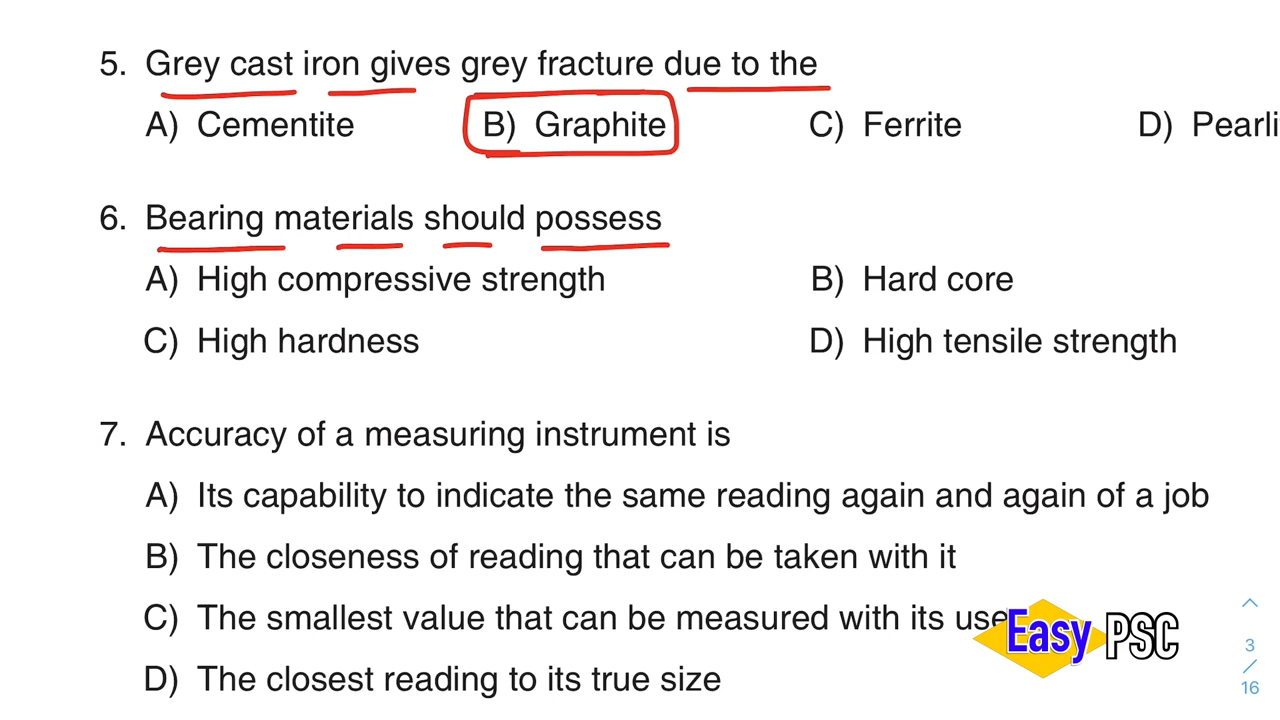 5. Grey cast iron gives grey fracture due to the
A) Cementite B) Graphite C) Ferrite D) Pearli
6. Bearing materials should possess
A) High compressive strength B) Hard core
C) High hardness D) High tensile strength
7. Accuracy of a measuring instrument is
A) Its capability to indicate the same reading again and again of a job
B) The closeness of reading that can be taken with it
C) The smallest value that can be measured with its use
D) The closest reading to its true size
Easy PSC
3
/
16